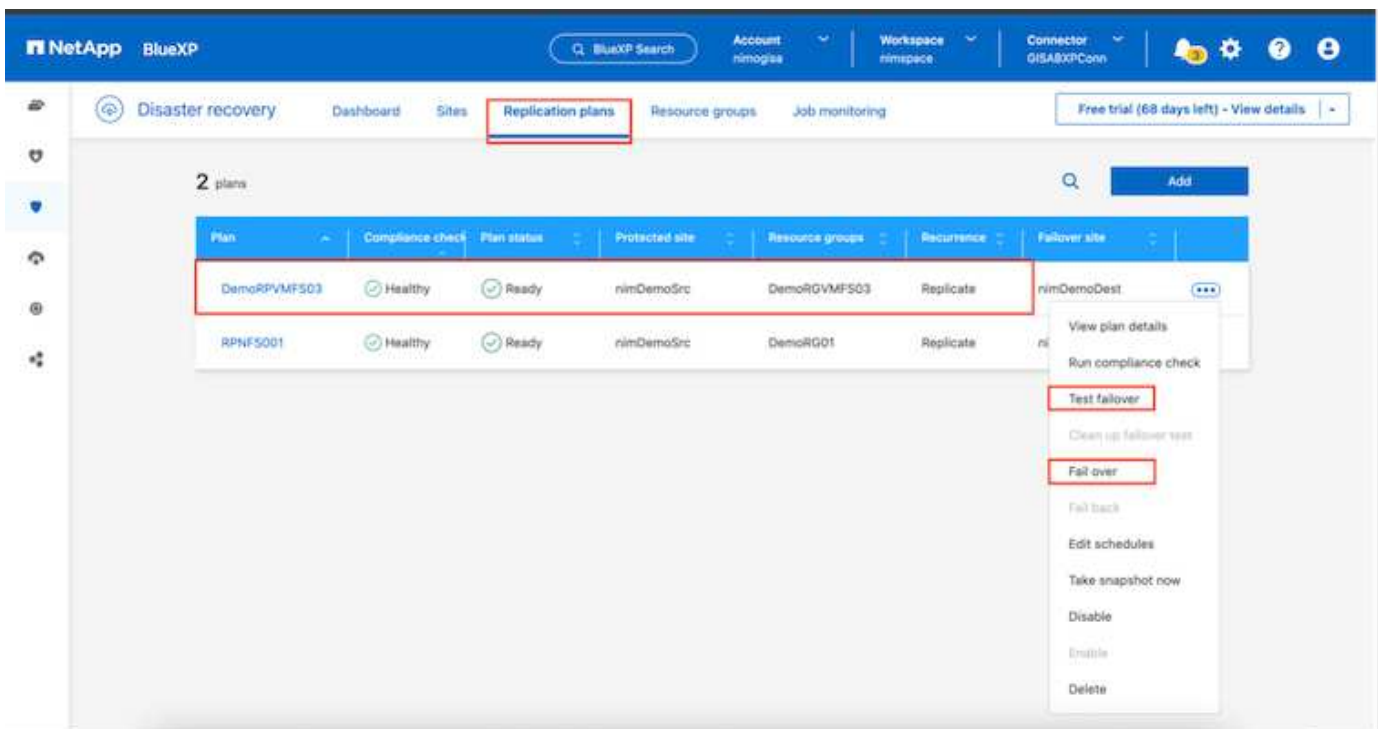 NetApp BlueXP BlueXP Search Account Workspace Connector
nimogisa nimspace GISABXPConn 3
Disaster recovery Dashboard Sites Replication plans Resource groups Job monitoring Free trial (68 days left) - View details
2 plans Add
Plan Compliance check Plan status Protected site Resource groups Recurrence Failover site
DemoRPVMFS03 Healthy Ready nimDemoSrc DemoRGVMFS03 Replicate nimDemoDest
RPNFS001 Healthy Ready nimDemoSrc DemoRG01 Replicate ni
View plan details
Run compliance check
Test failover
Clean up failover test
Fail over
Fail back
Edit schedules
Take snapshot now
Disable
Enable
Delete